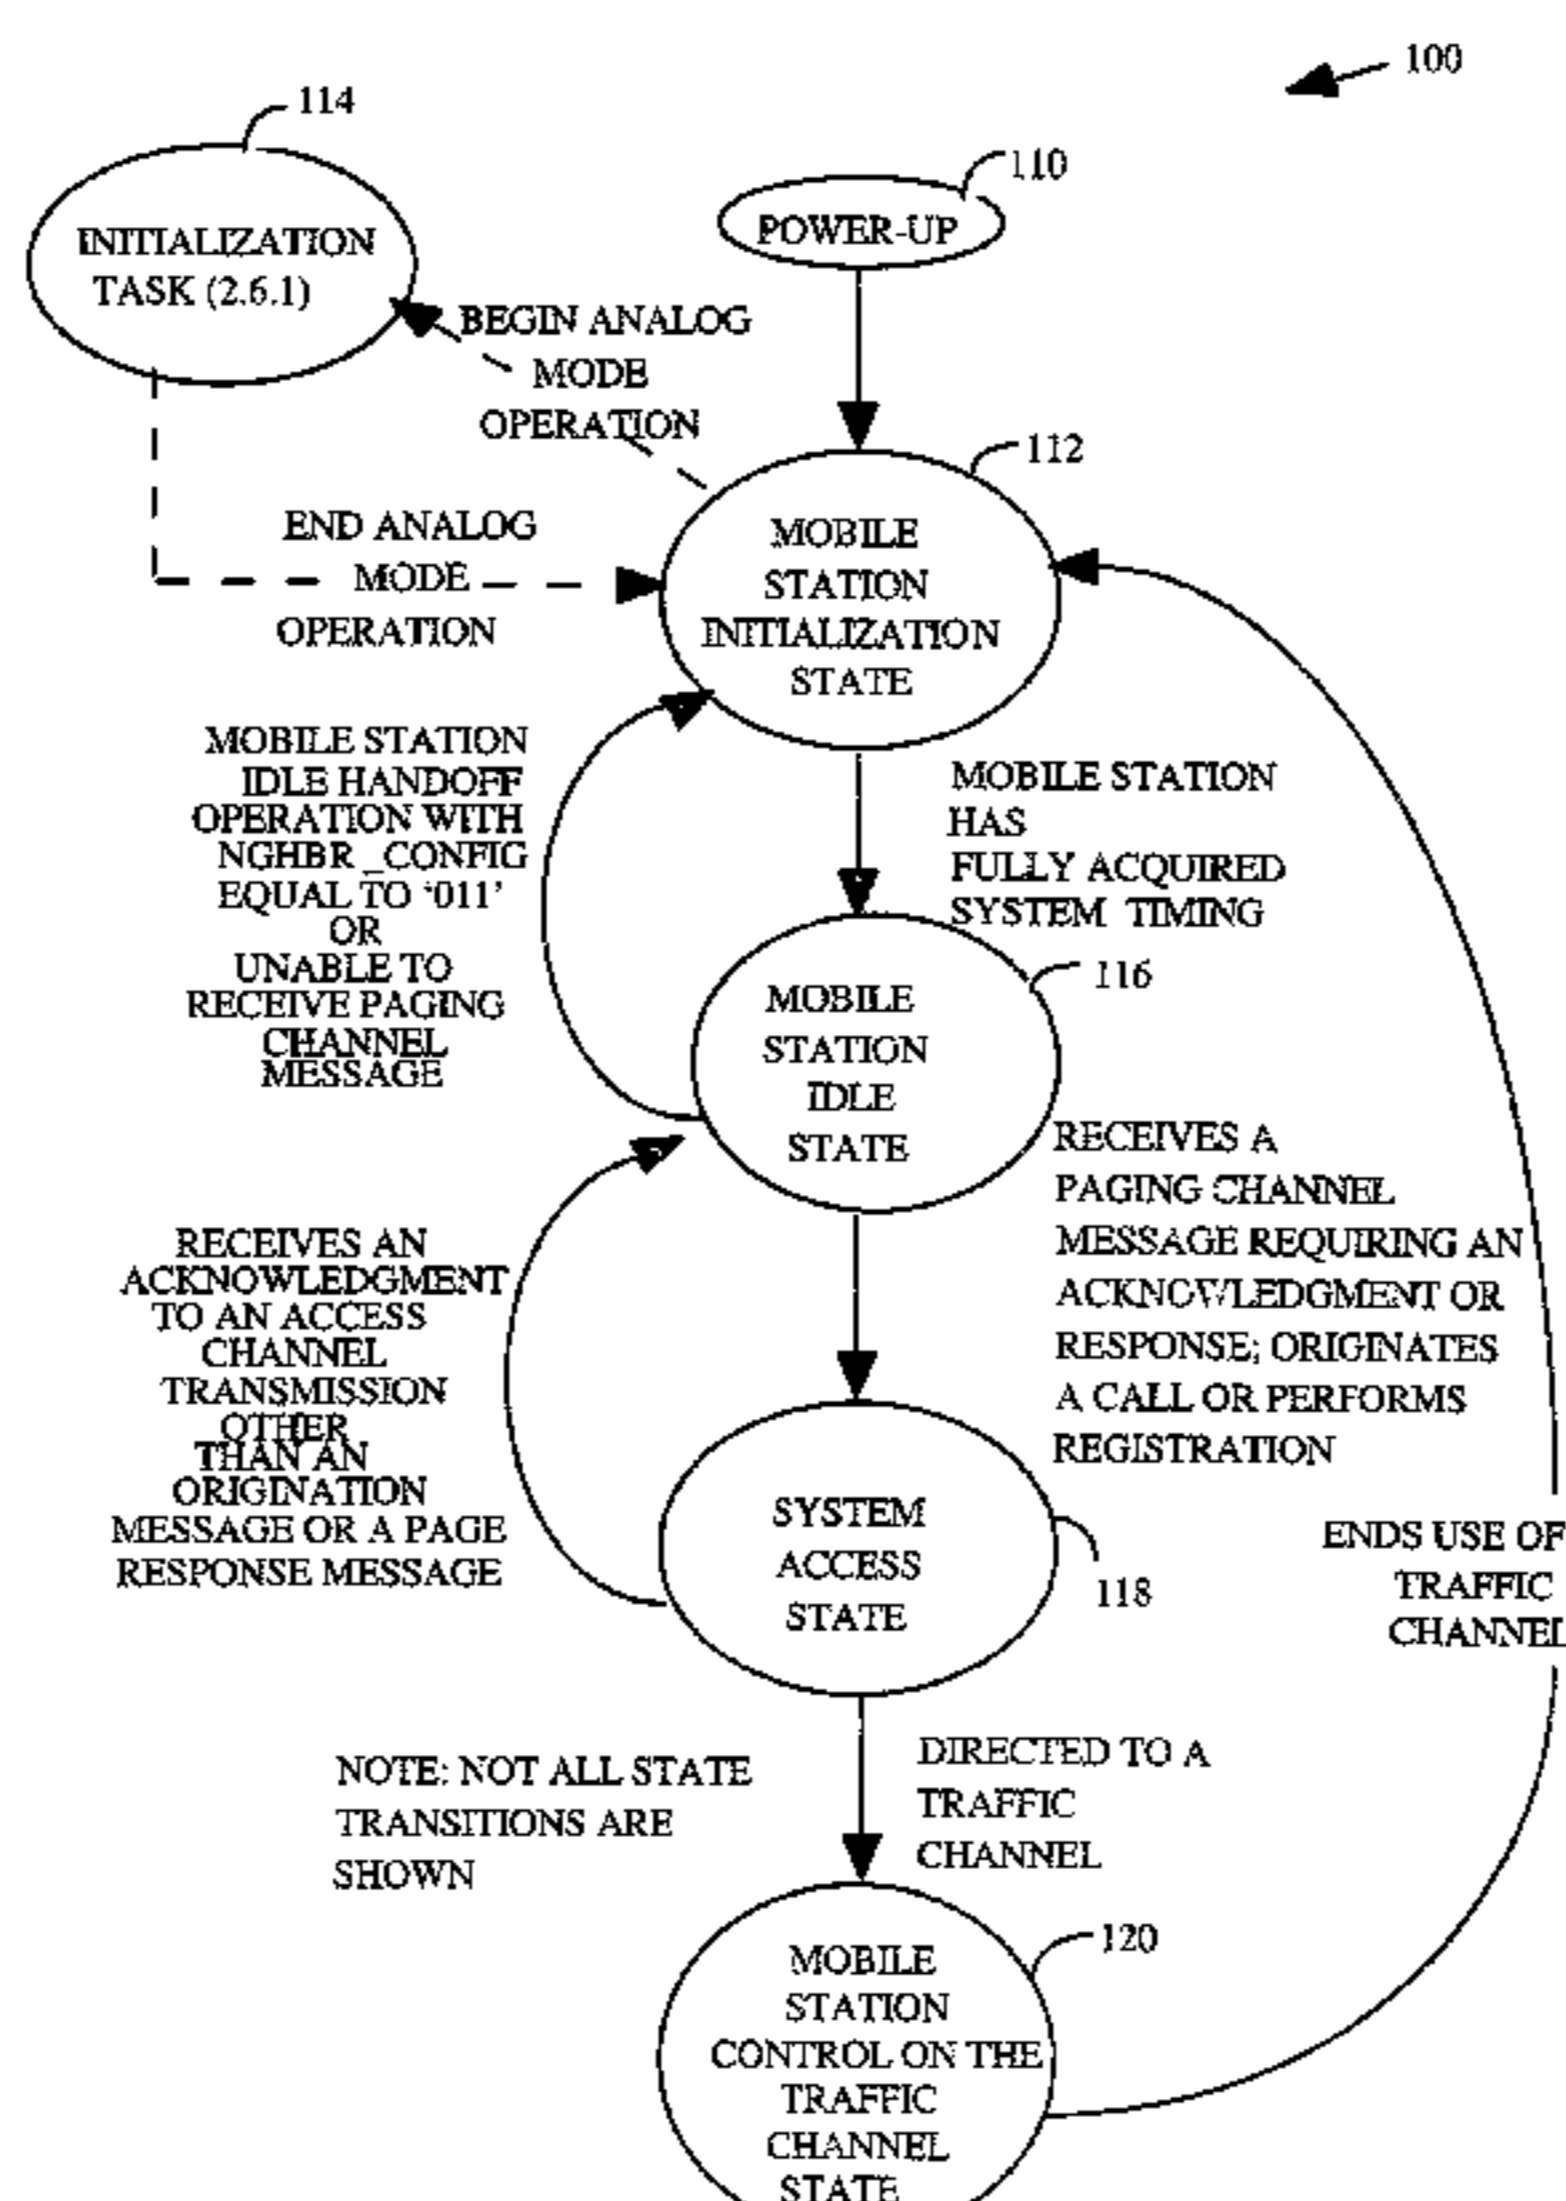 100
114
110
INITIALIZATION
TASK (2.6.1)
POWER-UP
BEGIN ANALOG
MODE
OPERATION
112
END ANALOG
MODE
OPERATION
MOBILE
STATION
INITIALIZATION
STATE
MOBILE STATION
IDLE HANDOFF
OPERATION WITH
NGHBR_CONFIG
EQUAL TO ‘011’
OR
UNABLE TO
RECEIVE PAGING
CHANNEL
MESSAGE
MOBILE STATION
HAS
FULLY ACQUIRED
SYSTEM TIMING
116
MOBILE
STATION
IDLE
STATE
RECEIVES A
PAGING CHANNEL
MESSAGE REQUIRING AN
ACKNOWLEDGMENT OR
RESPONSE; ORIGINATES
A CALL OR PERFORMS
REGISTRATION
RECEIVES AN
ACKNOWLEDGMENT
TO AN ACCESS
CHANNEL
TRANSMISSION
OTHER
THAN AN
ORIGINATION
MESSAGE OR A PAGE
RESPONSE MESSAGE
SYSTEM
ACCESS
STATE
118
ENDS USE OF
TRAFFIC
CHANNEL
NOTE: NOT ALL STATE
TRANSITIONS ARE
SHOWN
DIRECTED TO A
TRAFFIC
CHANNEL
120
MOBILE
STATION
CONTROL ON THE
TRAFFIC
CHANNEL
STATE